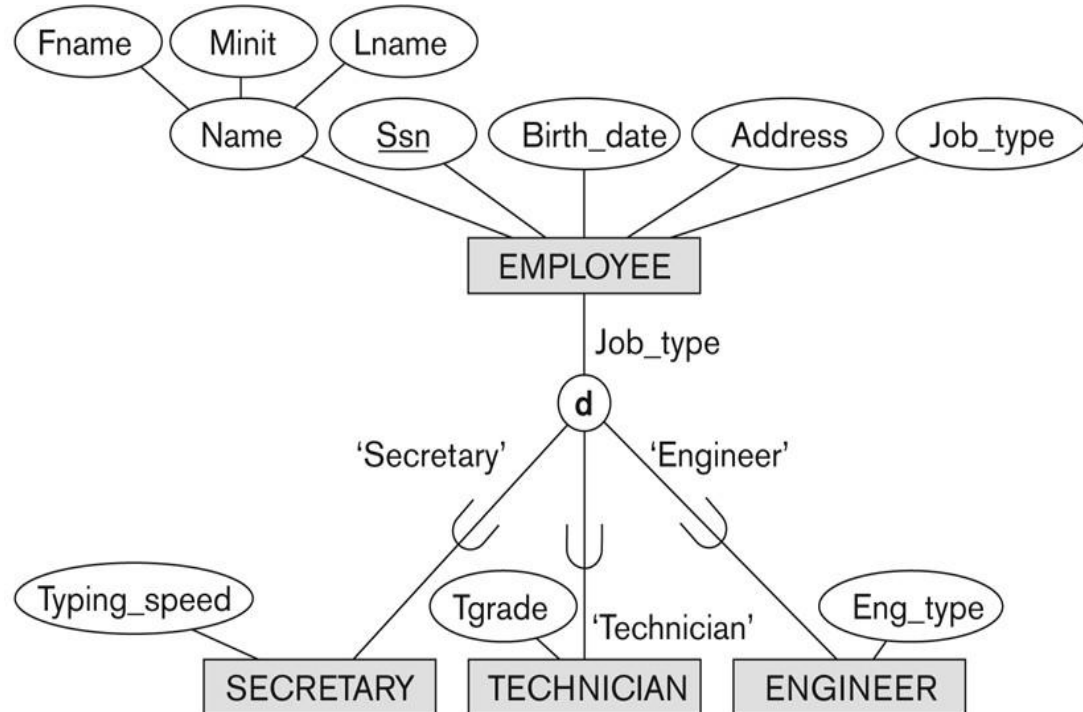 Fname Minit Lname
Name Ssn Birth_date Address Job_type
EMPLOYEE
Job_type
d
‘Secretary’ ‘Engineer’
Typing_speed Tgrade Eng_type
‘Technician’
SECRETARY TECHNICIAN ENGINEER